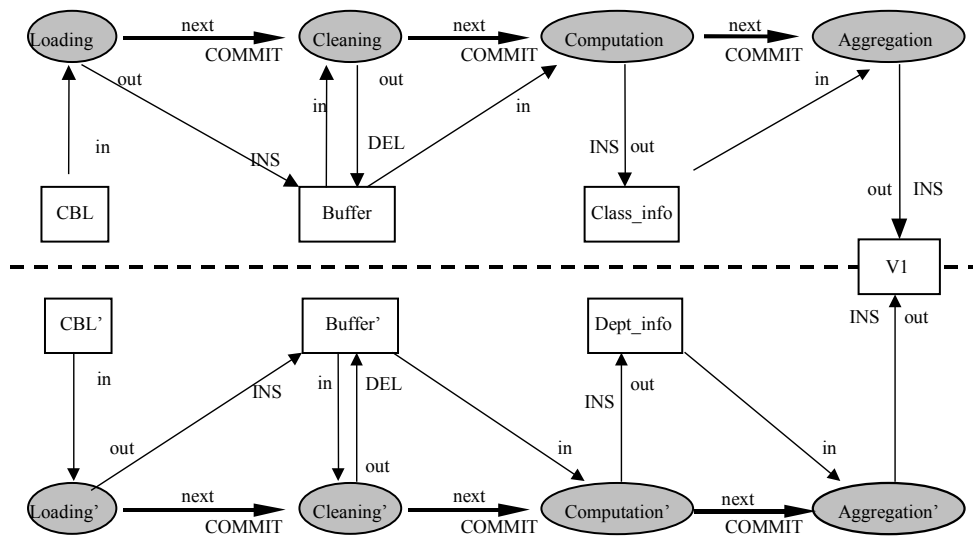 next
next
next
Loading
Cleaning
Computation
Aggregation
COMMIT
COMMIT
COMMIT
out
in
out
in
in
in
DEL
INS
INS
out
out
INS
CBL
Buffer
Class_info
V1
CBL’
Buffer’
Dept_info
INS
out
in
in
DEL
INS
INS
out
out
in
in
out
next
next
next
Loading’
Cleaning’
Computation’
Aggregation’
COMMIT
COMMIT
COMMIT